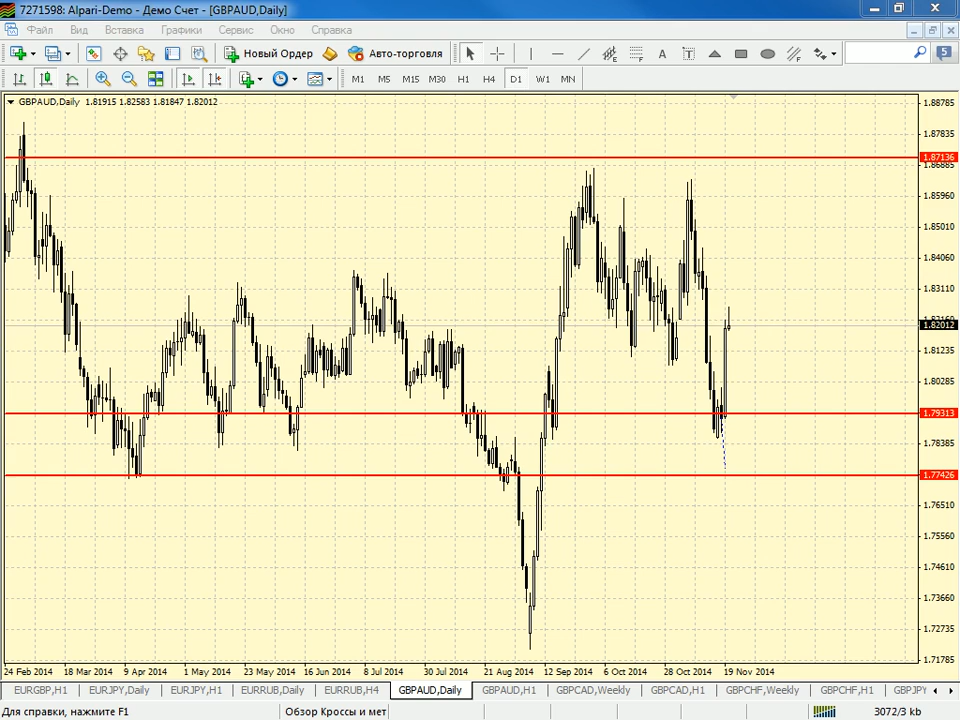 7271598: Alpari-Demo - Демо Счет - [GBPAUD,Daily]
Файл Вид Вставка Графики Сервис Окно Справка
Новый Ордер Авто-торговля A T 5
M1 M5 M15 M30 H1 H4 D1 W1 MN
GBPAUD,Daily 1.81915 1.82583 1.81847 1.82012
1.88785
1.87835
1.87136
1.85960
1.85010
1.84060
1.83110
1.82012
1.81235
1.80285
1.79313
1.78385
1.77426
1.76510
1.75560
1.74610
1.73660
1.72735
1.71785
24 Feb 2014 18 Mar 2014 9 Apr 2014 1 May 2014 23 May 2014 16 Jun 2014 8 Jul 2014 30 Jul 2014 21 Aug 2014 12 Sep 2014 6 Oct 2014 28 Oct 2014 19 Nov 2014
EURGBP,H1 EURJPY,Daily EURJPY,H1 EURRUB,Daily EURRUB,H4 GBPAUD,Daily GBPAUD,H1 GBPCAD,Weekly GBPCAD,H1 GBPCHF,Weekly GBPCHF,H1 GBPJPY
Для справки, нажмите F1 Обзор Кроссы и мет 3072/3 kb